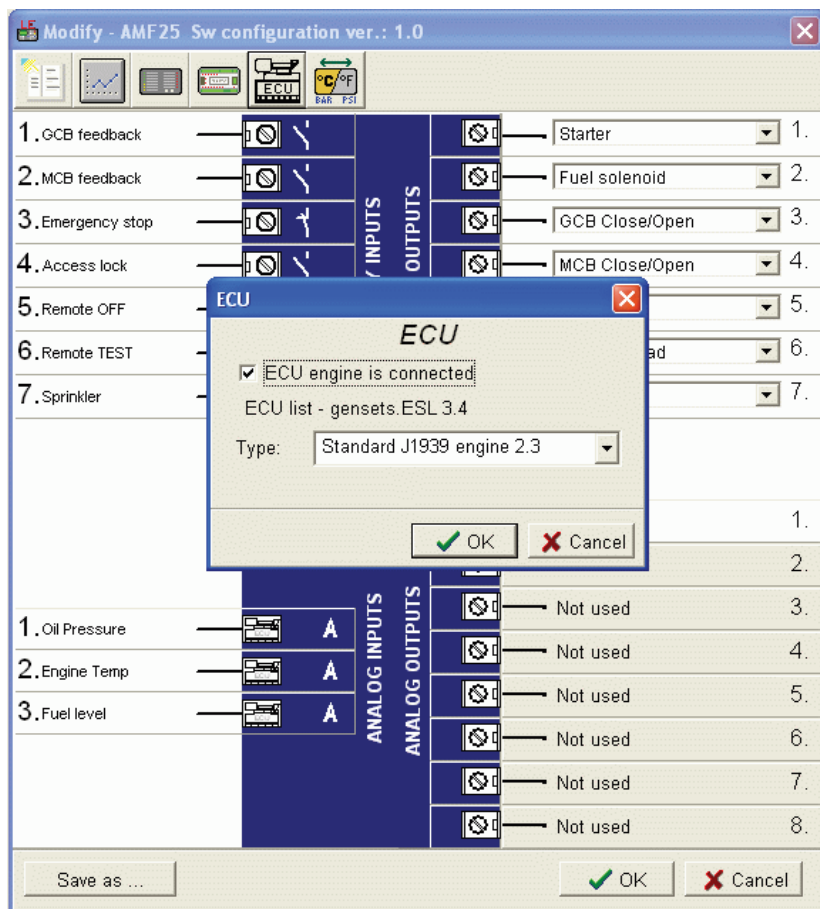 Modify - AMF25 Sw configuration ver.: 1.0
ECU
°C/°F
BAR PSI
1. GCB feedback
2. MCB feedback
3. Emergency stop
4. Access lock
5. Remote OFF
6. Remote TEST
7. Sprinkler
INPUTS
OUTPUTS
Starter 1.
Fuel solenoid 2.
GCB Close/Open 3.
MCB Close/Open 4.
5.
6.
7.
ECU
ECU
ECU engine is connected
ECU list - gensets.ESL 3.4
Type: Standard J1939 engine 2.3
OK Cancel
1.
2.
Not used 3.
Not used 4.
Not used 5.
Not used 6.
Not used 7.
Not used 8.
1. Oil Pressure A
2. Engine Temp A
3. Fuel level A
ANALOG INPUTS
ANALOG OUTPUTS
Save as ... OK Cancel